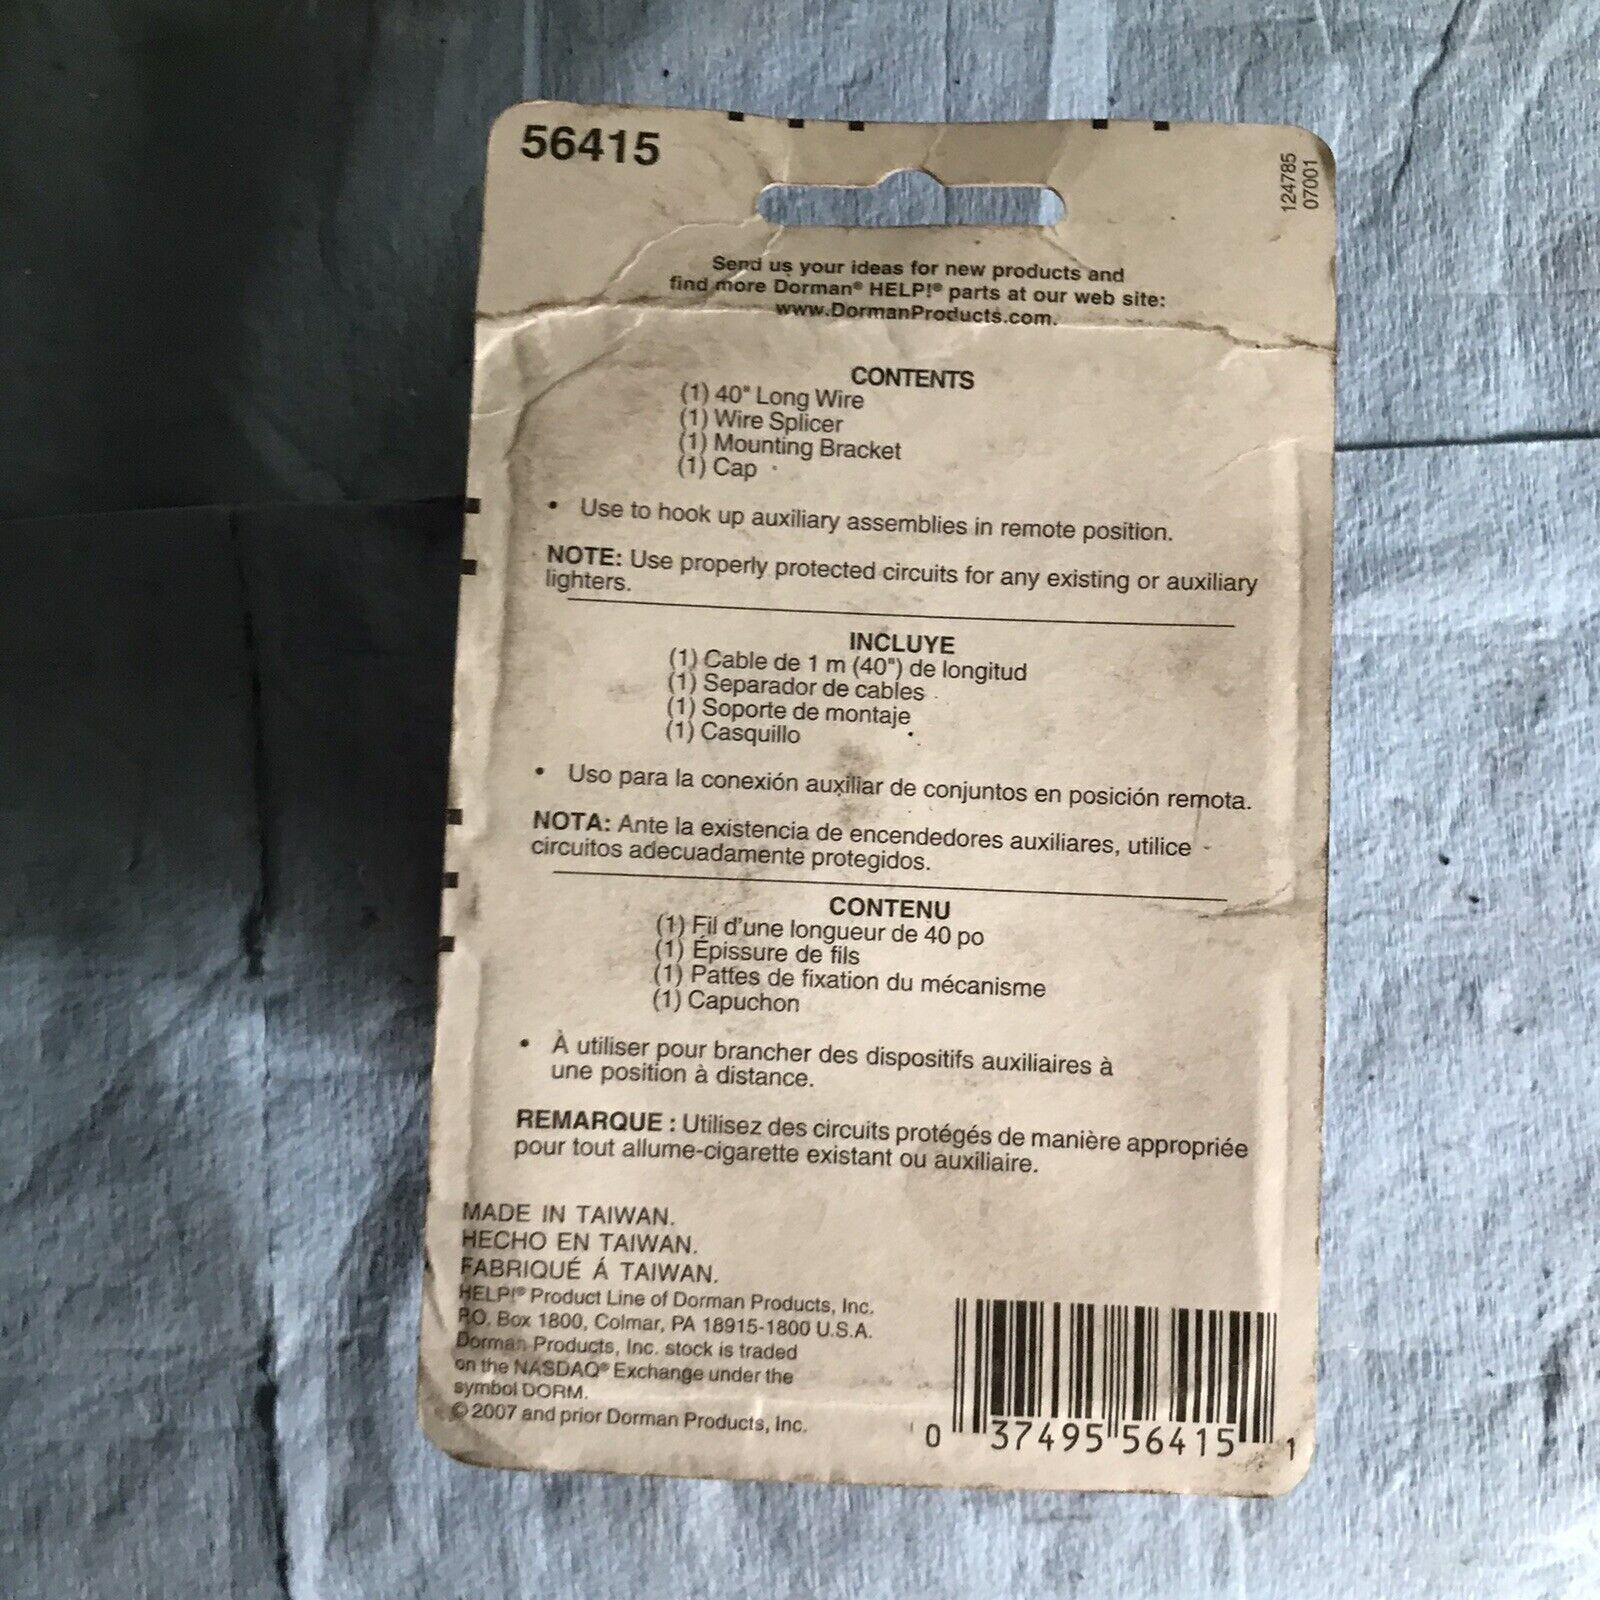 56415
124785
07001
Send us your ideas for new products and
find more Dorman® HELP!® parts at our web site:
www.DormanProducts.com.
CONTENTS
(1) 40" Long Wire
(1) Wire Splicer
(1) Mounting Bracket
(1) Cap
• Use to hook up auxiliary assemblies in remote position.
NOTE: Use properly protected circuits for any existing or auxiliary
lighters.
INCLUYE
(1) Cable de 1 m (40") de longitud
(1) Separador de cables
(1) Soporte de montaje
(1) Casquillo
• Uso para la conexión auxiliar de conjuntos en posición remota.
NOTA: Ante la existencia de encendedores auxiliares, utilice
circuitos adecuadamente protegidos.
CONTENU
(1) Fil d'une longueur de 40 po
(1) Épissure de fils
(1) Pattes de fixation du mécanisme
(1) Capuchon
• À utiliser pour brancher des dispositifs auxiliaires à
une position à distance.
REMARQUE : Utilisez des circuits protégés de manière appropriée
pour tout allume-cigarette existant ou auxiliaire.
MADE IN TAIWAN.
HECHO EN TAIWAN.
FABRIQUÉ Á TAIWAN.
HELP!® Product Line of Dorman Products, Inc.
P.O. Box 1800, Colmar, PA 18915-1800 U.S.A.
Dorman Products, Inc. stock is traded
on the NASDAQ® Exchange under the
symbol DORM.
© 2007 and prior Dorman Products, Inc.
0 37495 56415 1